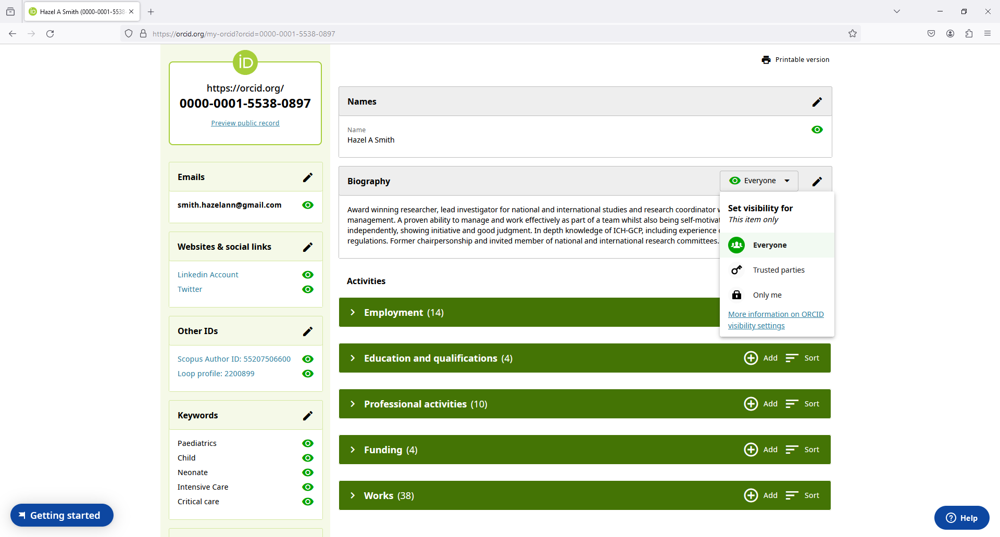 Hazel A Smith (0000-0001-5538-
https://orcid.org/my-orcid?orcid=0000-0001-5538-0897
iD
https://orcid.org/
0000-0001-5538-0897
Preview public record
Emails
smith.hazelann@gmail.com
Websites & social links
Linkedin Account
Twitter
Other IDs
Scopus Author ID: 55207506600
Loop profile: 2200899
Keywords
Paediatrics
Child
Neonate
Intensive Care
Critical care
Getting started
Printable version
Names
Name
Hazel A Smith
Biography
Everyone
Award winning researcher, lead investigator for national and international studies and research coordinator
management. A proven ability to manage and work effectively as part of a team whilst also being self-motivat
independently, showing initiative and good judgment. In depth knowledge of ICH-GCP, including experience
regulations. Former chairpersonship and invited member of national and international research committees.
Set visibility for
This item only
Everyone
Trusted parties
Only me
More information on ORCID
visibility settings
Activities
Employment (14)
Education and qualifications (4)
Add
Sort
Professional activities (10)
Add
Sort
Funding (4)
Add
Sort
Works (38)
Add
Sort
Help